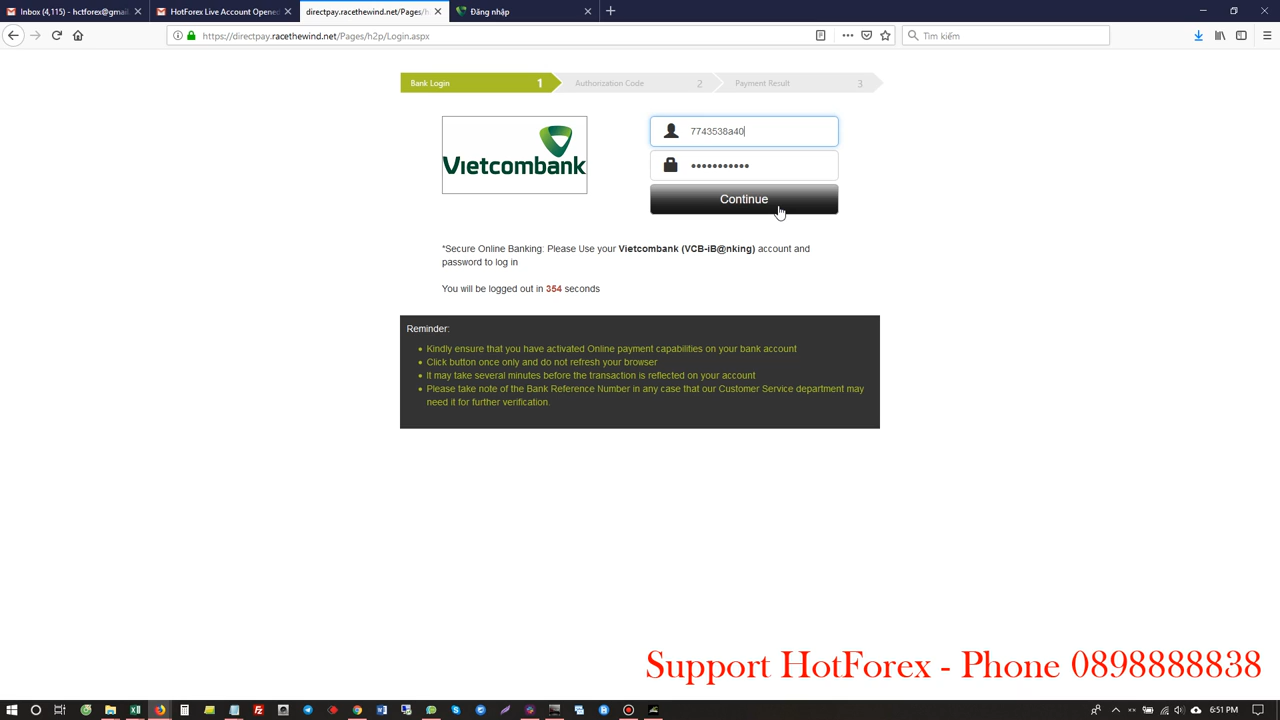 Inbox (4,115) - hctforex@gmail
HotForex Live Account Opened
directpay.racethewind.net/Pages/h
Đăng nhập
https://directpay.racethewind.net/Pages/h2p/Login.aspx
Tìm kiếm
Bank Login 1
Authorization Code 2
Payment Result 3
Vietcombank
7743538a40
•••••••••••
Continue
*Secure Online Banking: Please Use your Vietcombank (VCB-iB@nking) account and
password to log in
You will be logged out in 354 seconds
Reminder:
• Kindly ensure that you have activated Online payment capabilities on your bank account
• Click button once only and do not refresh your browser
• It may take several minutes before the transaction is reflected on your account
• Please take note of the Bank Reference Number in any case that our Customer Service department may
need it for further verification.
Support HotForex - Phone 0898888838
6:51 PM